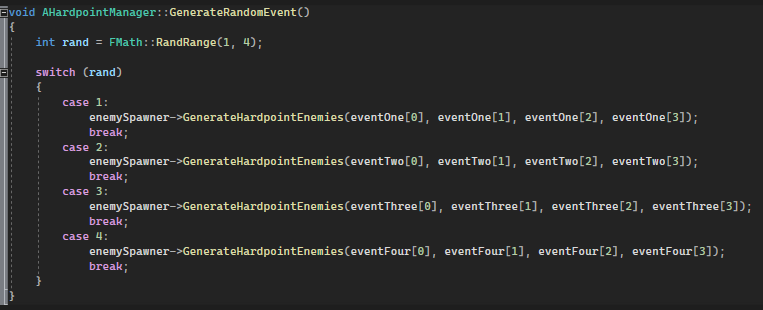 void AHardpointManager::GenerateRandomEvent()
{
    int rand = FMath::RandRange(1, 4);
    switch (rand)
    {
        case 1:
            enemySpawner->GenerateHardpointEnemies(eventOne[0], eventOne[1], eventOne[2], eventOne[3]);
            break;
        case 2:
            enemySpawner->GenerateHardpointEnemies(eventTwo[0], eventTwo[1], eventTwo[2], eventTwo[3]);
            break;
        case 3:
            enemySpawner->GenerateHardpointEnemies(eventThree[0], eventThree[1], eventThree[2], eventThree[3]);
            break;
        case 4:
            enemySpawner->GenerateHardpointEnemies(eventFour[0], eventFour[1], eventFour[2], eventFour[3]);
            break;
    }
}